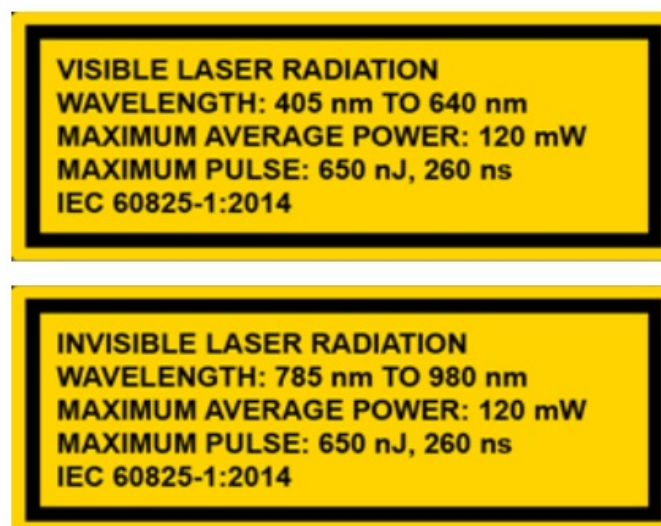 VISIBLE LASER RADIATION
WAVELENGTH: 405 nm TO 640 nm
MAXIMUM AVERAGE POWER: 120 mW
MAXIMUM PULSE: 650 nJ, 260 ns
IEC 60825-1:2014
INVISIBLE LASER RADIATION
WAVELENGTH: 785 nm TO 980 nm
MAXIMUM AVERAGE POWER: 120 mW
MAXIMUM PULSE: 650 nJ, 260 ns
IEC 60825-1:2014